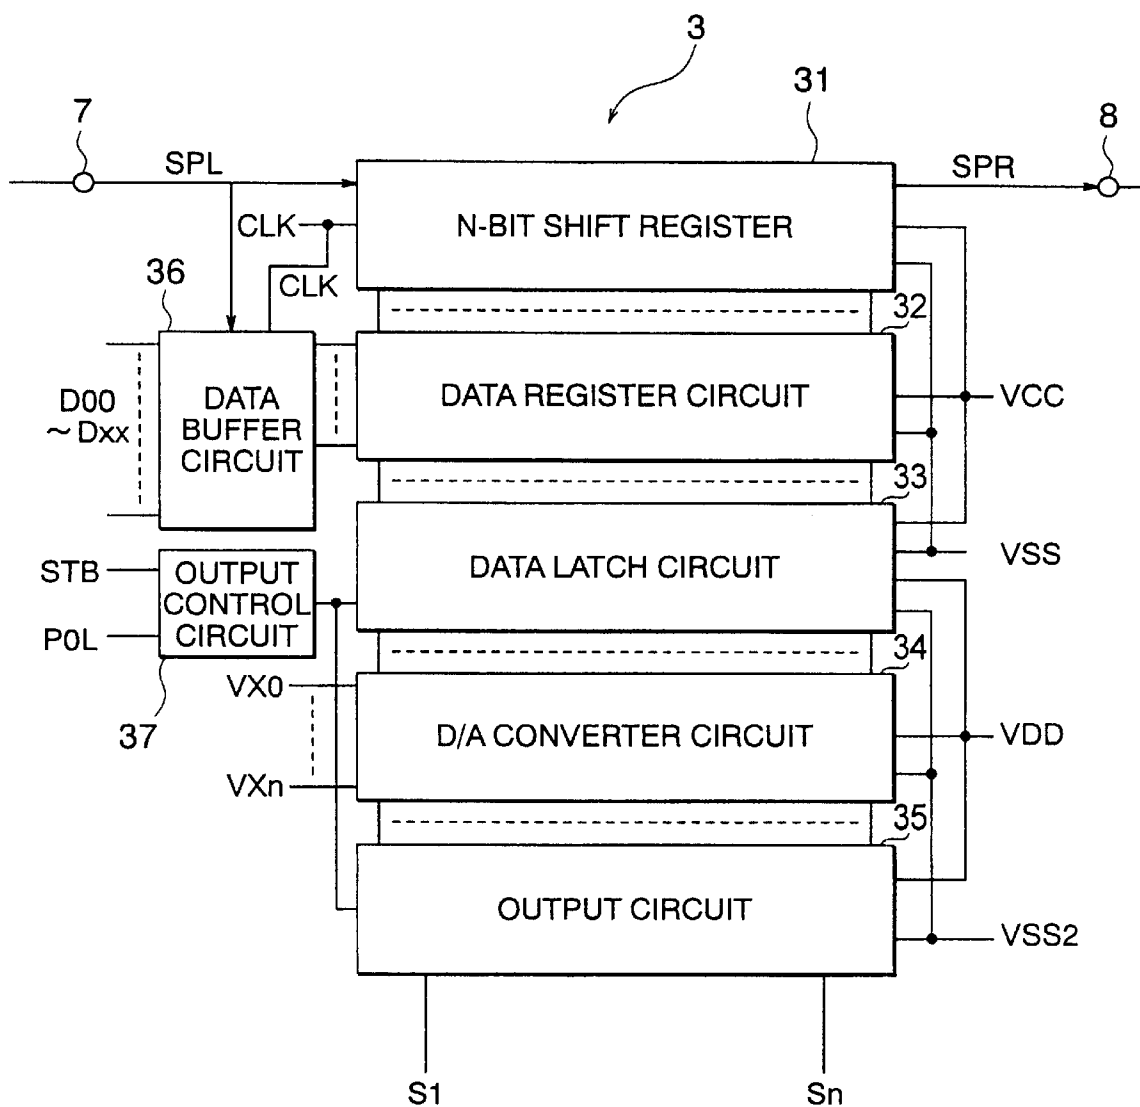 3
7
31
8
SPL
SPR
CLK
N-BIT SHIFT REGISTER
36
CLK
32
D00
~ Dxx
DATA
BUFFER
CIRCUIT
DATA REGISTER CIRCUIT
VCC
33
STB
OUTPUT
CONTROL
CIRCUIT
DATA LATCH CIRCUIT
VSS
P0L
34
37
VX0
D/A CONVERTER CIRCUIT
VDD
VXn
35
OUTPUT CIRCUIT
VSS2
S1
Sn